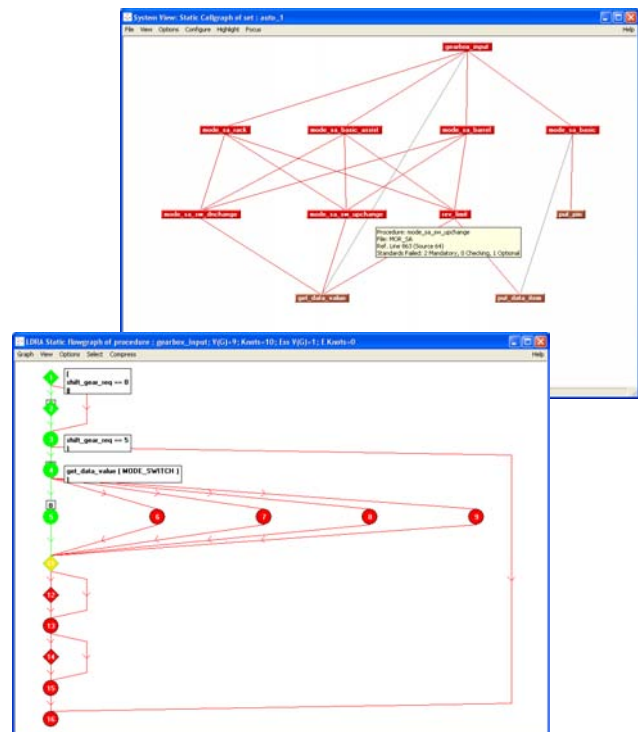 System View: Static Callgraph of set : auto_1
File View Options Configure Highlight Focus Help
gearbox_input
mode_sa_rack mode_sa_basic_assist mode_sa_barrel mode_sa_basic
mode_sa_sw_dnchange mode_sa_sw_upchange rev_limit put_pio
Procedure: mode_sa_sw_upchange
File: MOR_SA
Ref. Line 863 (Source 64)
Standards Failed: 2 Mandatory, 0 Checking, 1 Optional
get_data_value put_data_item
LDRA Static flowgraph of procedure : gearbox_input; V(G)=9; Knots=10; Ess V(G)=1; E Knots=0
Graph View Options Select Compress Help
1
shift_gear_req == 0
2
3 shift_gear_req == 5
4 get_data_value ( MODE_SWITCH )
5 6 7 8 9
12
13
14
15
16